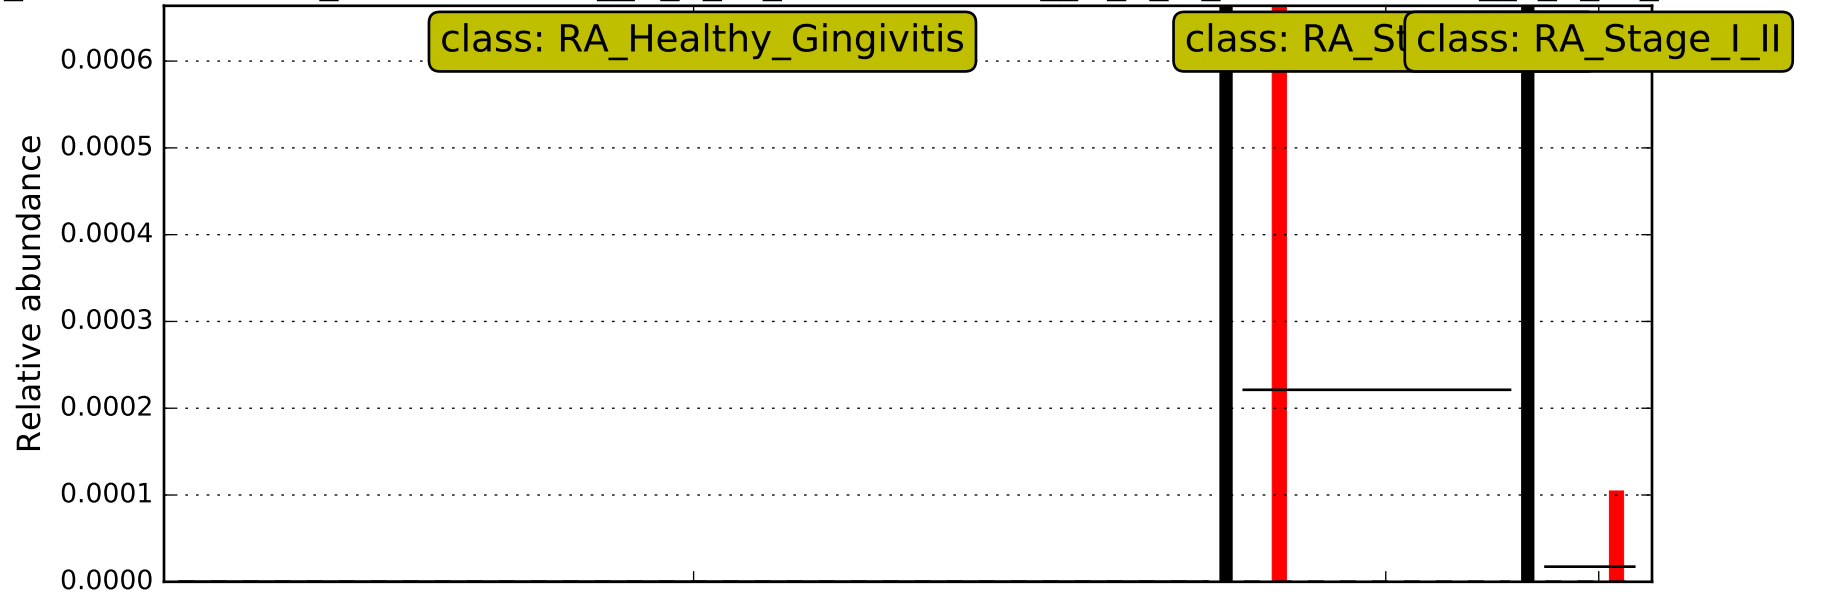 class: RA_Healthy_Gingivitis
class: RA_St
class: RA_Stage_I_II
0.0006
0.0005
0.0004
0.0003
0.0002
0.0001
0.0000
Relative abundance